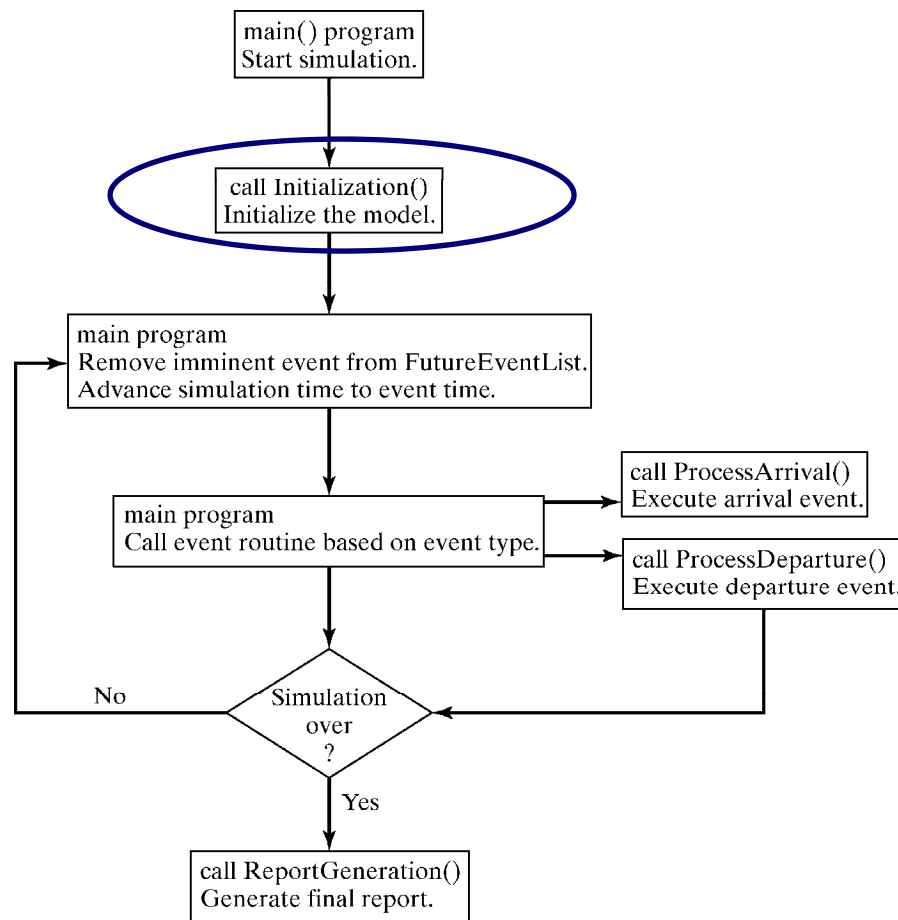 main() program
Start simulation.
call Initialization()
Initialize the model.
main program
Remove imminent event from FutureEventList.
Advance simulation time to event time.
main program
Call event routine based on event type.
call ProcessArrival()
Execute arrival event.
call ProcessDeparture()
Execute departure event.
No
Simulation
over
?
Yes
call ReportGeneration()
Generate final report.